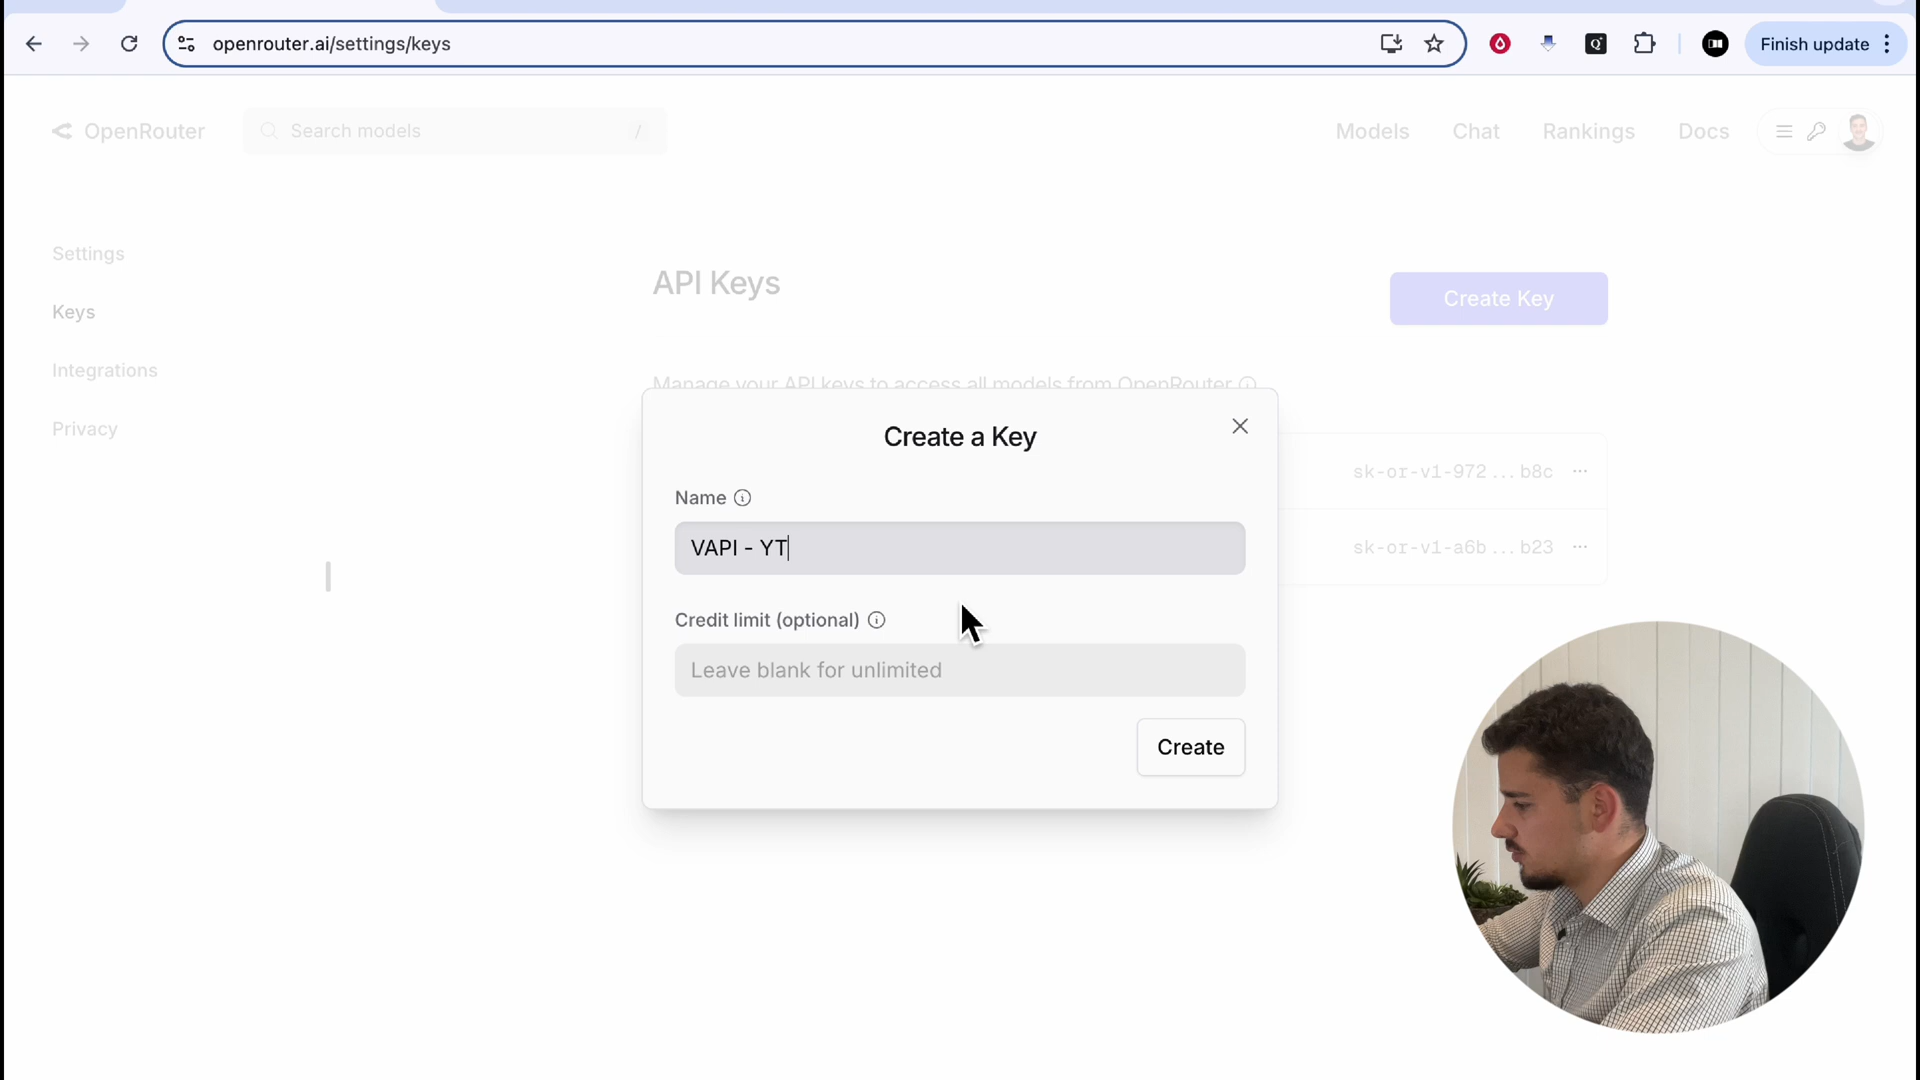 openrouter.ai/settings/keys
Finish update
OpenRouter
Search models
/
Models
Chat
Rankings
Docs
Settings
Keys
Integrations
Privacy
API Keys
Create Key
Manage your API keys to access all models from OpenRouter
sk-or-v1-972...b8c
sk-or-v1-a6b...b23
Create a Key
Name
VAPI - YT
Credit limit (optional)
Leave blank for unlimited
Create